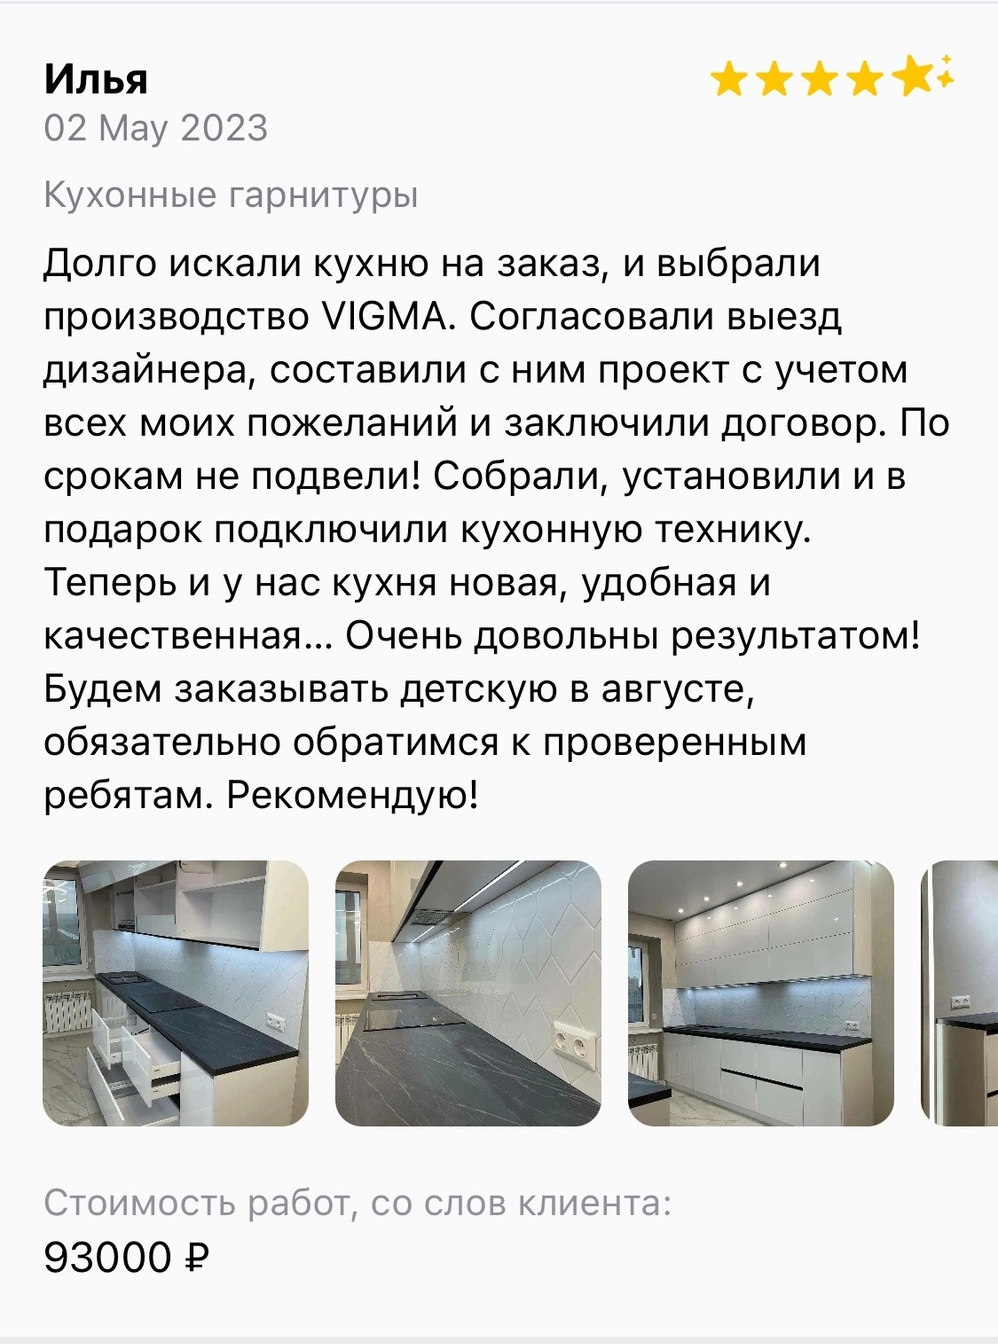 Илья
02 May 2023
Кухонные гарнитуры
Долго искали кухню на заказ, и выбрали
производство VIGMA. Согласовали выезд
дизайнера, составили с ним проект с учетом
всех моих пожеланий и заключили договор. По
срокам не подвели! Собрали, установили и в
подарок подключили кухонную технику.
Теперь и у нас кухня новая, удобная и
качественная... Очень довольны результатом!
Будем заказывать детскую в августе,
обязательно обратимся к проверенным
ребятам. Рекомендую!
Стоимость работ, со слов клиента:
93000 ₽